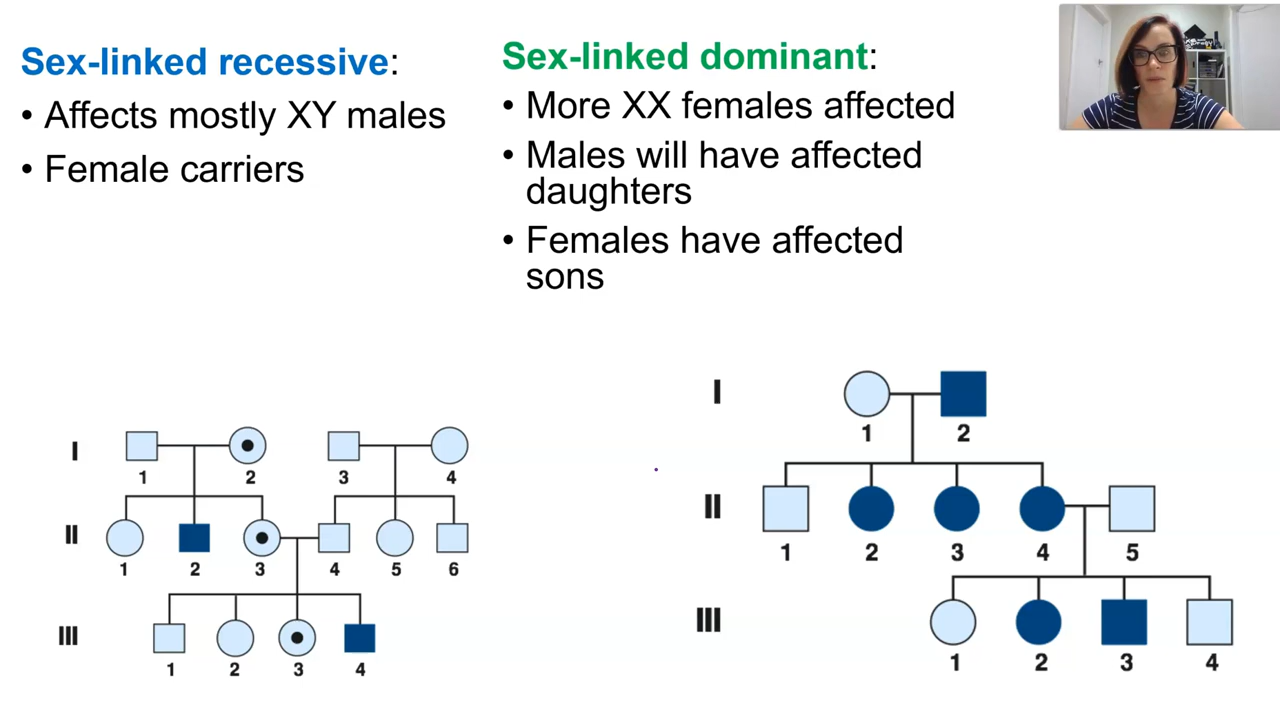 Sex-linked recessive:
• Affects mostly XY males
• Female carriers
Sex-linked dominant:
• More XX females affected
• Males will have affected
daughters
• Females have affected
sons
I
1 2 3 4
II
1 2 3 4 5 6
III
1 2 3 4
I
1 2
II
1 2 3 4 5
III
1 2 3 4